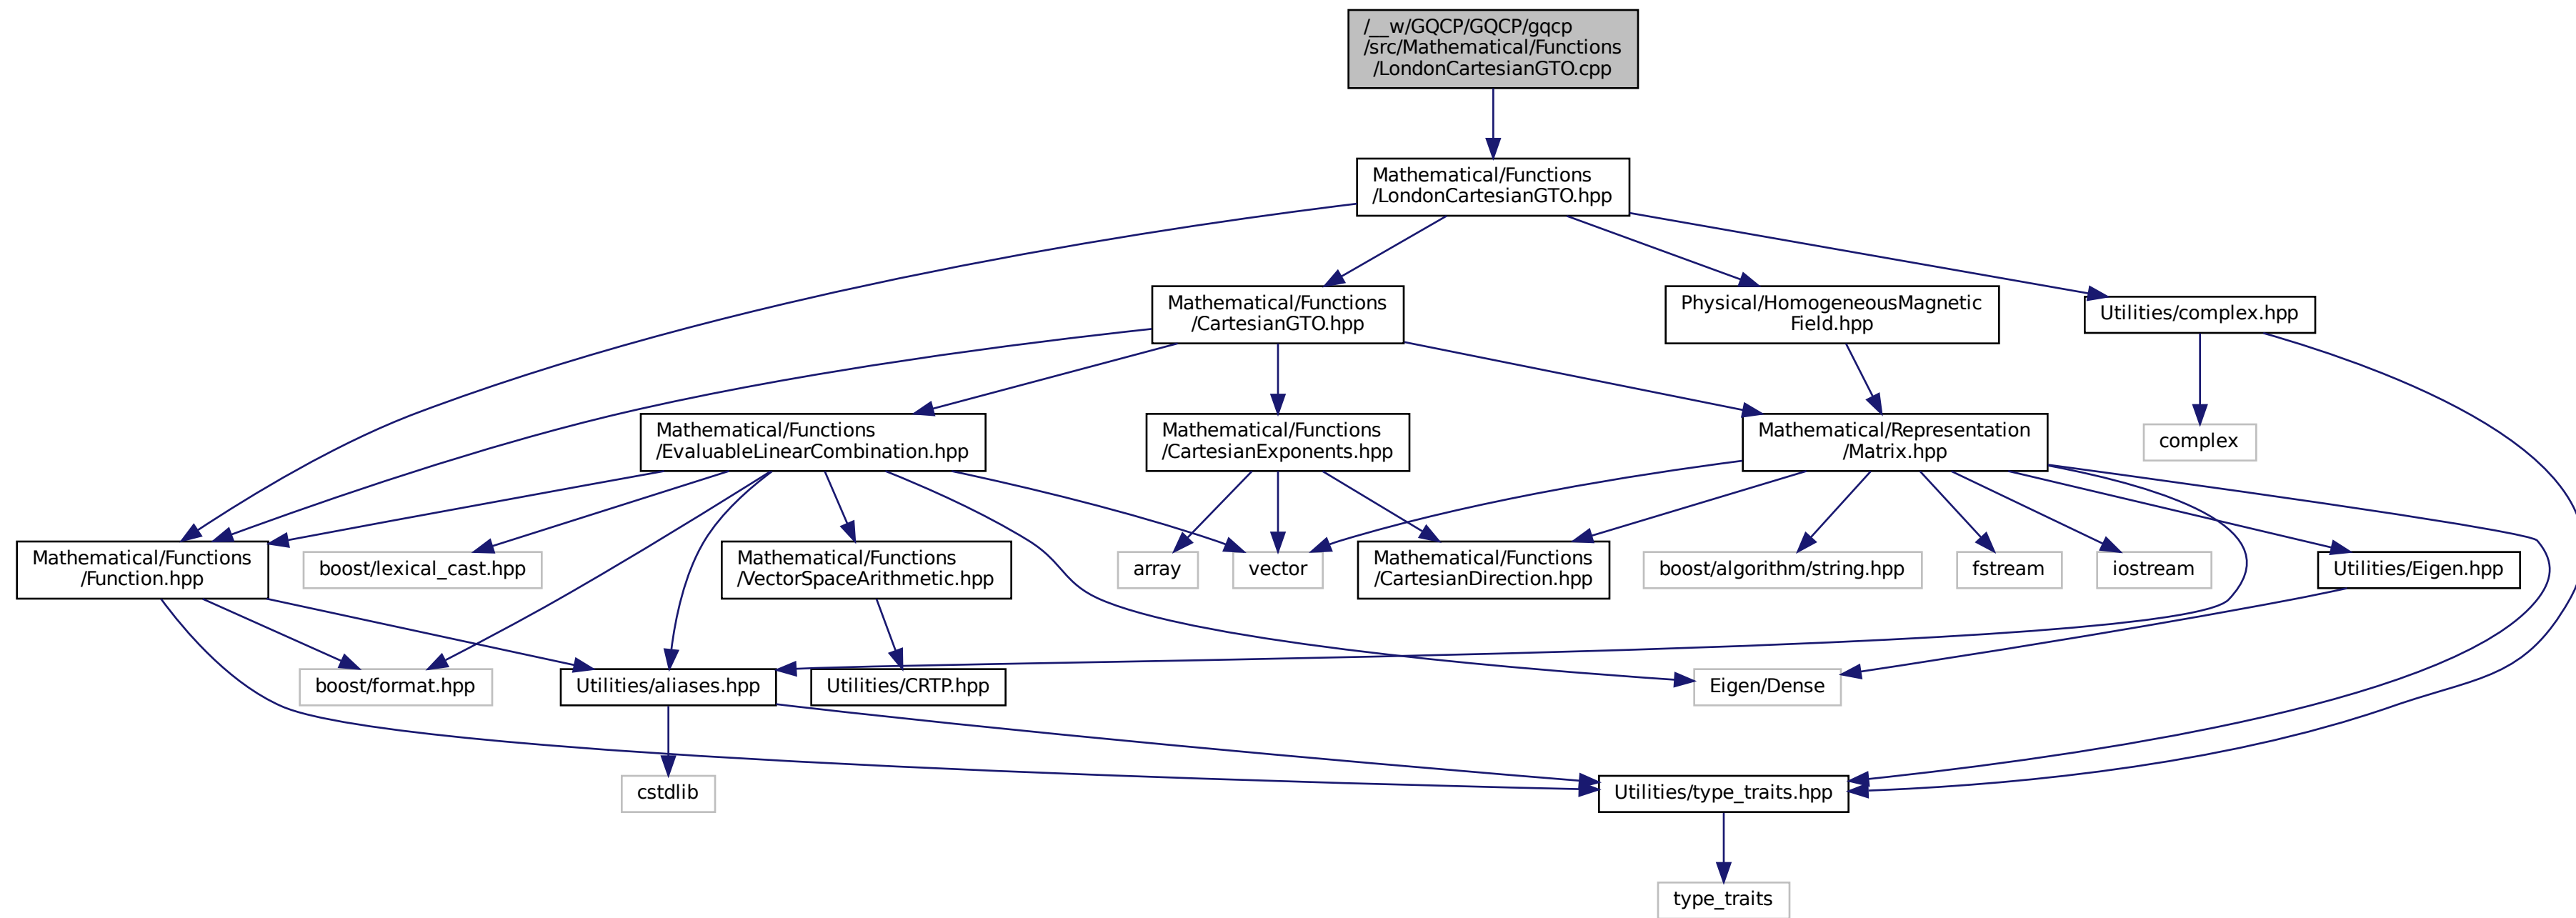 /__w/GQCP/GQCP/gqcp
/src/Mathematical/Functions
/LondonCartesianGTO.cpp
Mathematical/Functions
/LondonCartesianGTO.hpp
Mathematical/Functions
/CartesianGTO.hpp
Physical/HomogeneousMagnetic
Field.hpp
Utilities/complex.hpp
Mathematical/Functions
/EvaluableLinearCombination.hpp
Mathematical/Functions
/CartesianExponents.hpp
Mathematical/Representation
/Matrix.hpp
complex
Mathematical/Functions
/Function.hpp
boost/lexical_cast.hpp
Mathematical/Functions
/VectorSpaceArithmetic.hpp
array
vector
Mathematical/Functions
/CartesianDirection.hpp
boost/algorithm/string.hpp
fstream
iostream
Utilities/Eigen.hpp
boost/format.hpp
Utilities/aliases.hpp
Utilities/CRTP.hpp
Eigen/Dense
cstdlib
Utilities/type_traits.hpp
type_traits